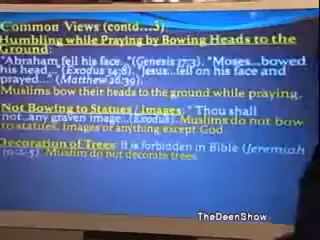 Common Views (contd...3)
Humbling while Praying by Bowing Heads to the
Ground:
"Abraham fell his face. "(Genesis 17:3). "Moses...bowed
his head..." (Exodus 34:8). "Jesus...fell on his face and
prayed..." (Matthew 26:39).
Muslims bow their heads to the ground while praying.
Not Bowing to Statues / Images: " Thou shall
not..any graven image...(Exodus). Muslims do not bow
to statues, images or anything except God.
Decoration of Trees: It is forbidden in Bible (Jeremiah
Muslim do not decorate trees.
TheDeenShow